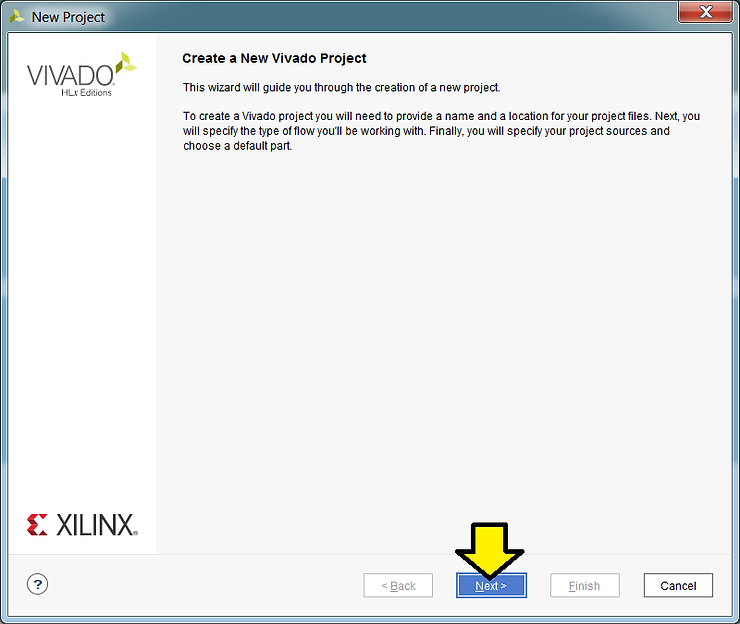 New Project
VIVADO
HLx Editions
Create a New Vivado Project
This wizard will guide you through the creation of a new project.
To create a Vivado project you will need to provide a name and a location for your project files. Next, you
will specify the type of flow you'll be working with. Finally, you will specify your project sources and
choose a default part.
XILINX®
?
< Back
Next >
Finish
Cancel